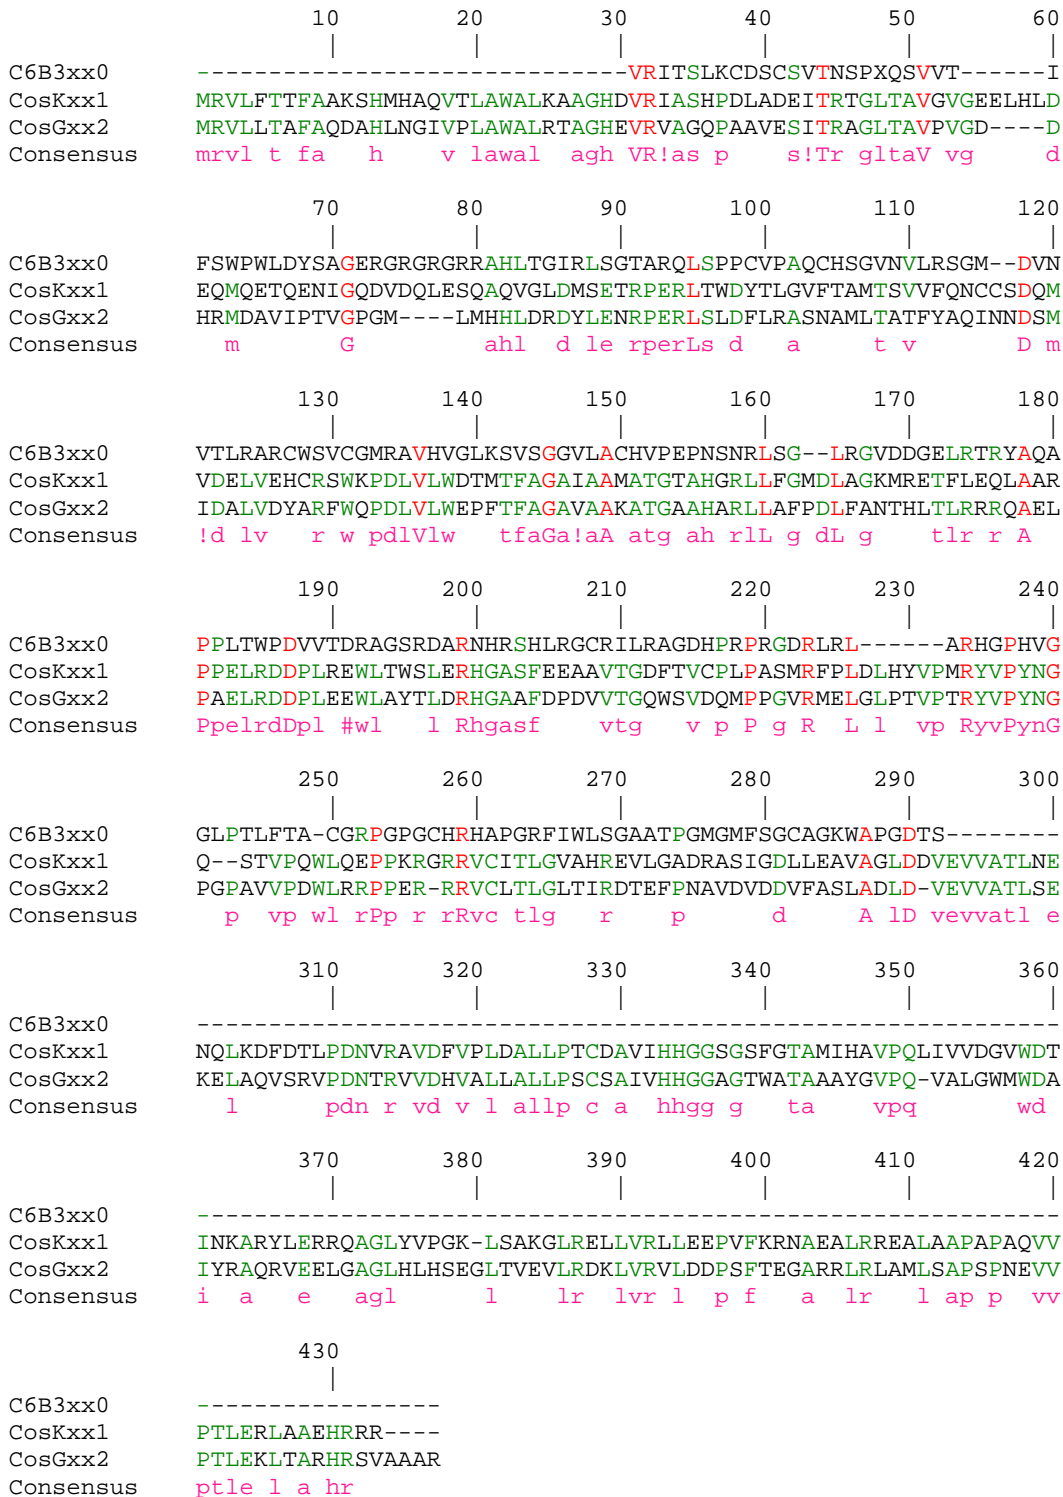 10 20 30 40 50 60
| | | | | |
C6B3xx0 ------------------------------VRITSLKCDSCSVTNSPXQSVVT------I
CosKxx1 MRVLFTTFAAKSHMHAQVTLAWALKAAGHDVRIASHPDLADEITRTGLTAVGVGEELHLD
CosGxx2 MRVLLTAFAQDAHLNGIVPLAWALRTAGHEVRVAGQPAAVESITRAGLTAVPVGD----D
Consensus mrvl t fa h v lawal agh VR!as p s!Tr gltaV vg d
70 80 90 100 110 120
| | | | | |
C6B3xx0 FSWPWLDYSAGERGRGRGRRAHLTGIRLSGTARQLSPPCVPAQCHSGVNVLRSGM--DVN
CosKxx1 EQMQETQENIGQDVDQLESQAQVGLDMSETRPERLTWDYTLGVFTAMTSVVFQNCCSDQM
CosGxx2 HRMDAVIPTVGPGM----LMHHLDRDYLENRPERLSLDFLRASNAMLTATFYAQINNDSM
Consensus m G ahl d le rperLs d a t v D m
130 140 150 160 170 180
| | | | | |
C6B3xx0 VTLRARCWSVCGMRAVHVGLKSVSGGVLACHVPEPNSNRLSG--LRGVDDGELRTRYAQA
CosKxx1 VDELVEHCRSWKPDLVLWDTMTFAGAIAAMATGTAHGRLLFGMDLAGKMRETFLEQLAAR
CosGxx2 IDALVDYARFWQPDLVLWEPFTFAGAVAAKATGAAHARLLAFPDLFANTHLTLRRRQAEL
Consensus !d lv r w pdlVlw tfaGa!aA atg ah rlL g dL g tlr r A
190 200 210 220 230 240
| | | | | |
C6B3xx0 PPLTWPDVVTDRAGSRDARNHRSHLRGCRILRAGDHPRPRGDRLRL------ARHGPHVG
CosKxx1 PPELRDDPLREWLTWSLERHGASFEEAAVTGDFTVCPLPASMRFPLDLHYVPMRYVPYNG
CosGxx2 PAELRDDPLEEWLAYTLDRHGAAFDPDVVTGQWSVDQMPPGVRMELGLPTVPTRYVPYNG
Consensus PpelrdDpl #wl l Rhgasf vtg v p P g R L l vp RyvPynG
250 260 270 280 290 300
| | | | | |
C6B3xx0 GLPTLFTA-CGRPGPGCHRHAPGRFIWLSGAATPGMGMFSGCAGKWAPGDTS--------
CosKxx1 Q--STVPQWLQEPPKRGRRVCITLGVAHREVLGADRASIGDLLEAVAGLDDVEVVATLNE
CosGxx2 PGPAVVPDWLRRPPER-RRVCLTLGLTIRDTEFPNAVDVDDVFASLADLD-VEVVATLSE
Consensus p vp wl rPp r rRvc tlg r p d A lD vevvatl e
310 320 330 340 350 360
| | | | | |
C6B3xx0 ------------------------------------------------------------
CosKxx1 NQLKDFDTLPDNVRAVDFVPLDALLPTCDAVIHHGGSGSFGTAMIHAVPQLIVVDGVWDT
CosGxx2 KELAQVSRVPDNTRVVDHVALLALLPSCSAIVHHGGAGTWATAAAYGVPQ-VALGWMWDA
Consensus l pdn r vd v l allp c a hhgg g ta vpq wd
370 380 390 400 410 420
| | | | | |
C6B3xx0 ------------------------------------------------------------
CosKxx1 INKARYLERRQAGLYVPGK-LSAKGLRELLVRLLEEPVFKRNAEALRREALAAPAPAQVV
CosGxx2 IYRAQRVEELGAGLHLHSEGLTVEVLRDKLVRVLDDPSFTEGARRLRLAMLSAPSPNEVV
Consensus i a e agl l lr lvr l p f a lr l ap p vv
430
|
C6B3xx0 -----------------
CosKxx1 PTLERLAAEHRRR----
CosGxx2 PTLEKLTARHRSVAAAR
Consensus ptle l a hr